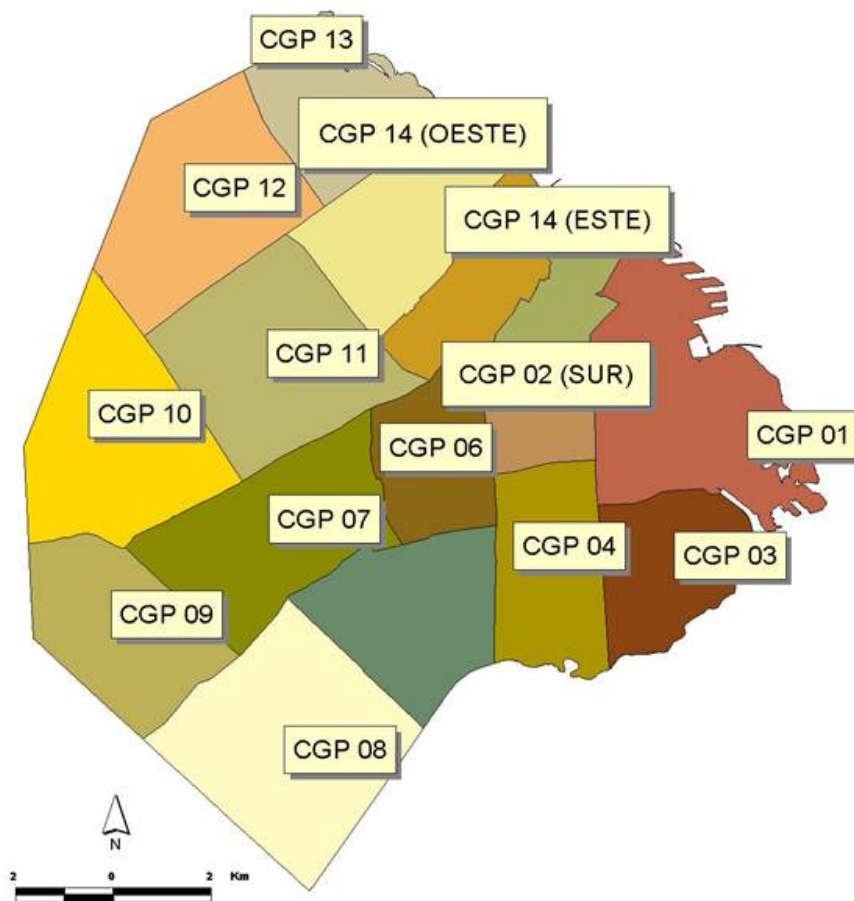 CGP 13
CGP 14 (OESTE)
CGP 12
CGP 14 (ESTE)
CGP 11
CGP 02 (SUR)
CGP 10
CGP 06
CGP 01
CGP 07
CGP 04
CGP 03
CGP 09
CGP 08
N
2 0 2 Km